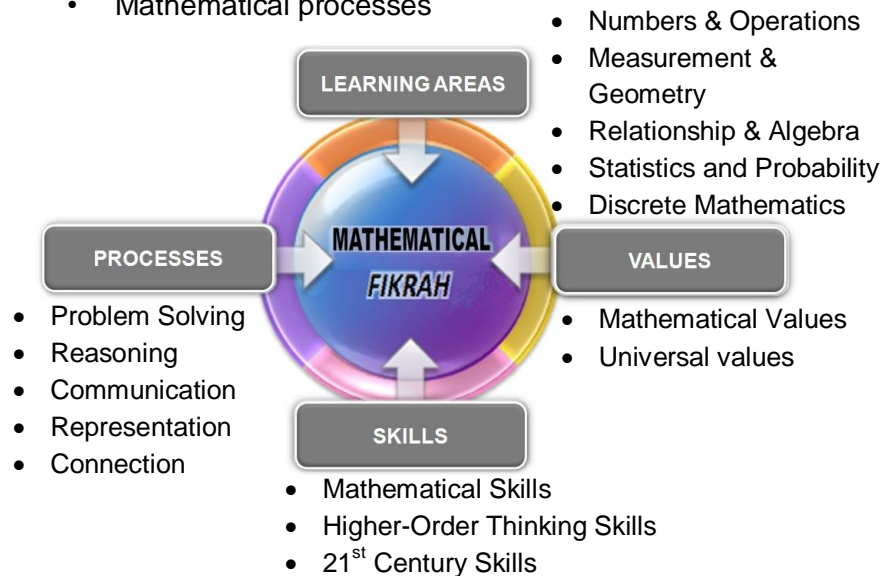 • Mathematical processes
LEARNING AREAS
• Numbers & Operations
• Measurement &
Geometry
• Relationship & Algebra
• Statistics and Probability
• Discrete Mathematics
PROCESSES
• Problem Solving
• Reasoning
• Communication
• Representation
• Connection
MATHEMATICAL
FIKRAH
VALUES
• Mathematical Values
• Universal values
SKILLS
• Mathematical Skills
• Higher-Order Thinking Skills
• 21st Century Skills